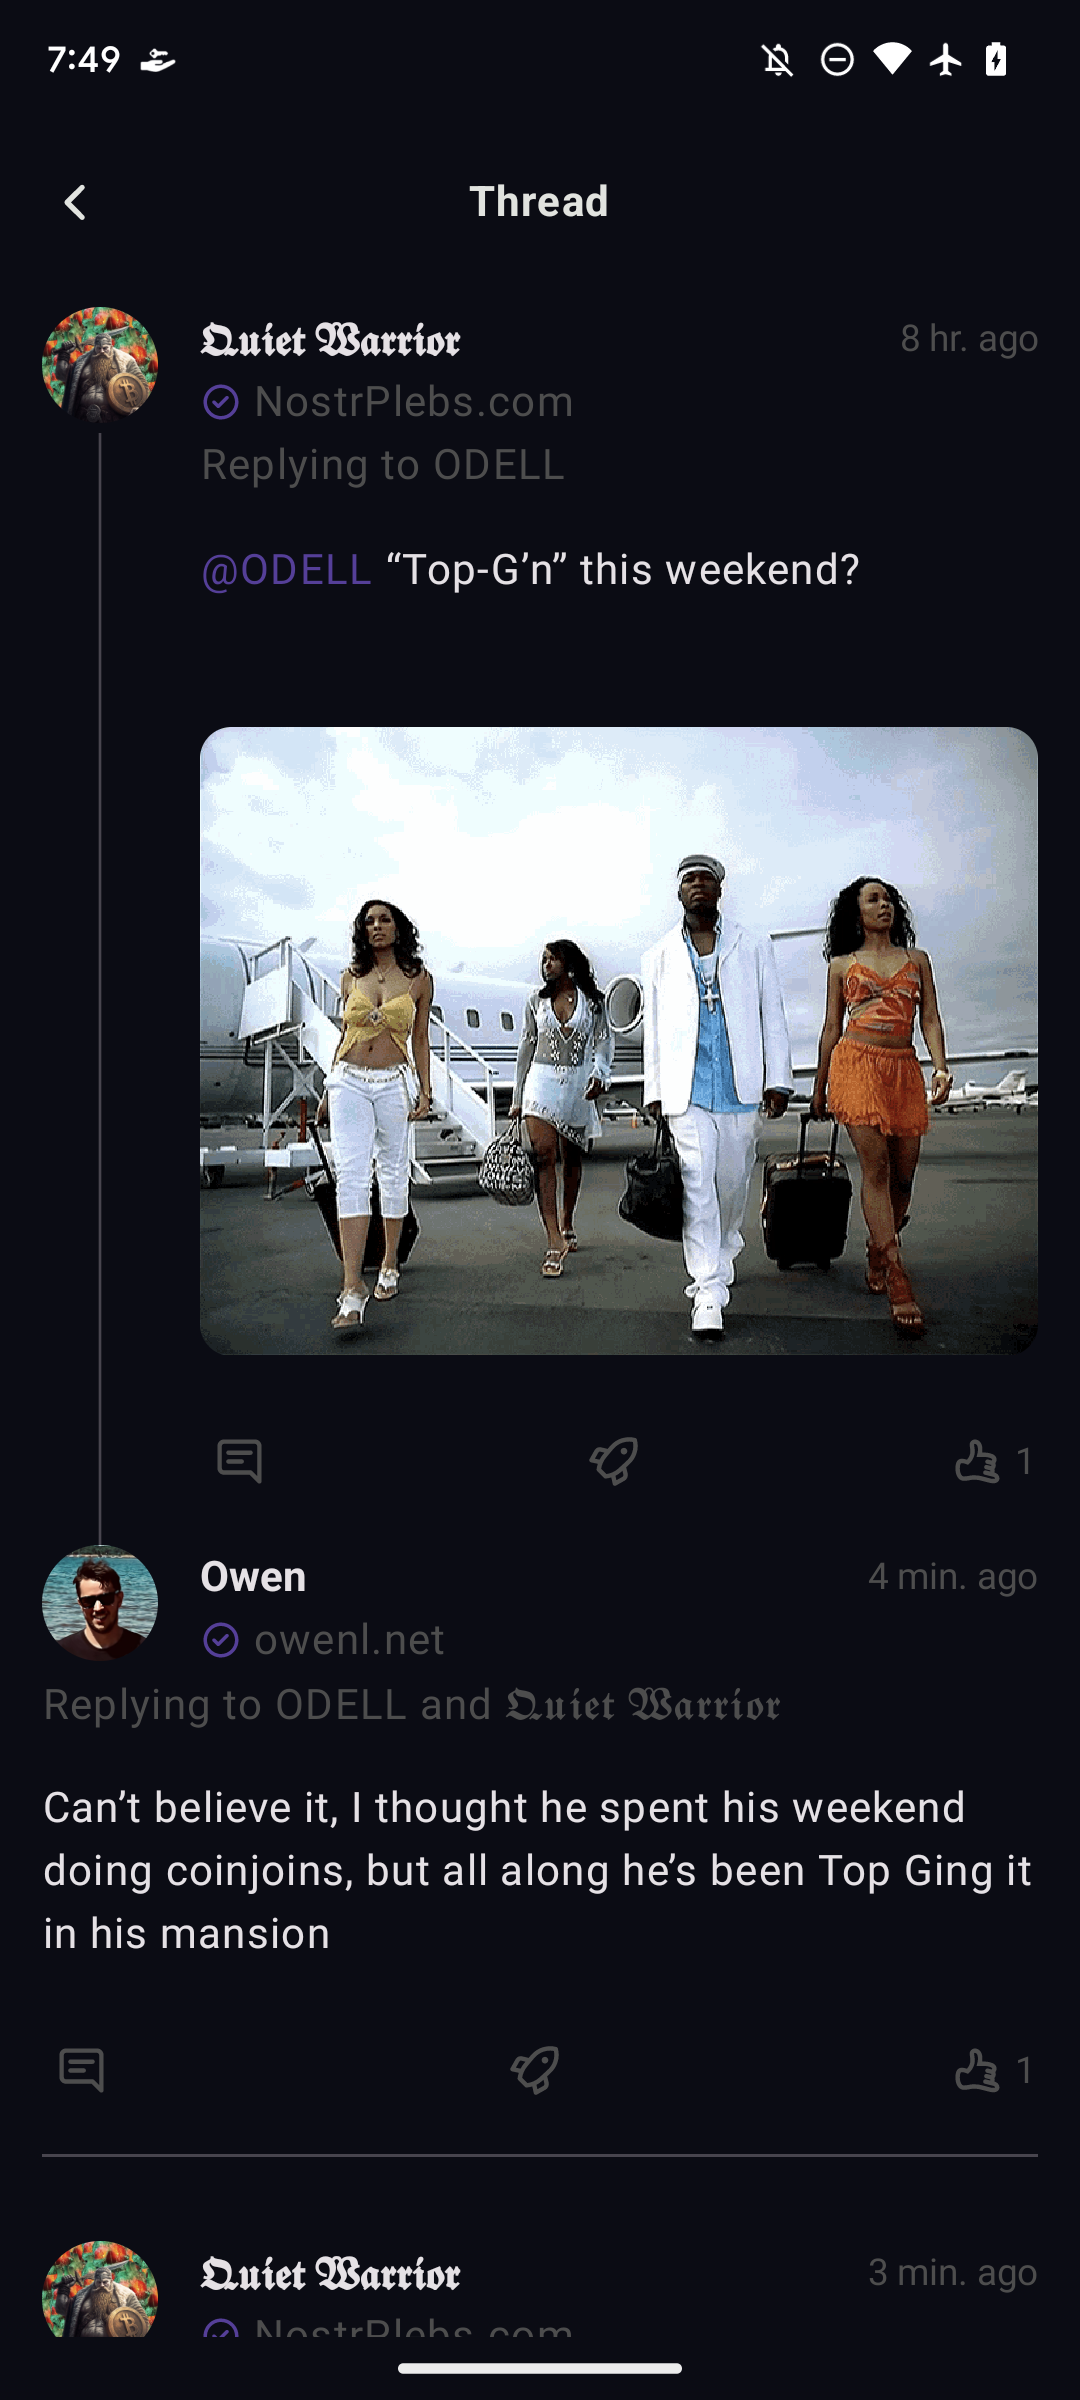 7:49
Thread
𝕼𝖚𝖎𝖊𝖙 𝖂𝖆𝖗𝖗𝖎𝖔𝖗
8 hr. ago
NostrPlebs.com
Replying to ODELL
@ODELL “Top-G’n” this weekend?
1
Owen
4 min. ago
owenl.net
Replying to ODELL and 𝕼𝖚𝖎𝖊𝖙 𝖂𝖆𝖗𝖗𝖎𝖔𝖗
Can’t believe it, I thought he spent his weekend
doing coinjoins, but all along he’s been Top Ging it
in his mansion
1
𝕼𝖚𝖎𝖊𝖙 𝖂𝖆𝖗𝖗𝖎𝖔𝖗
3 min. ago
NostrPlebs.com